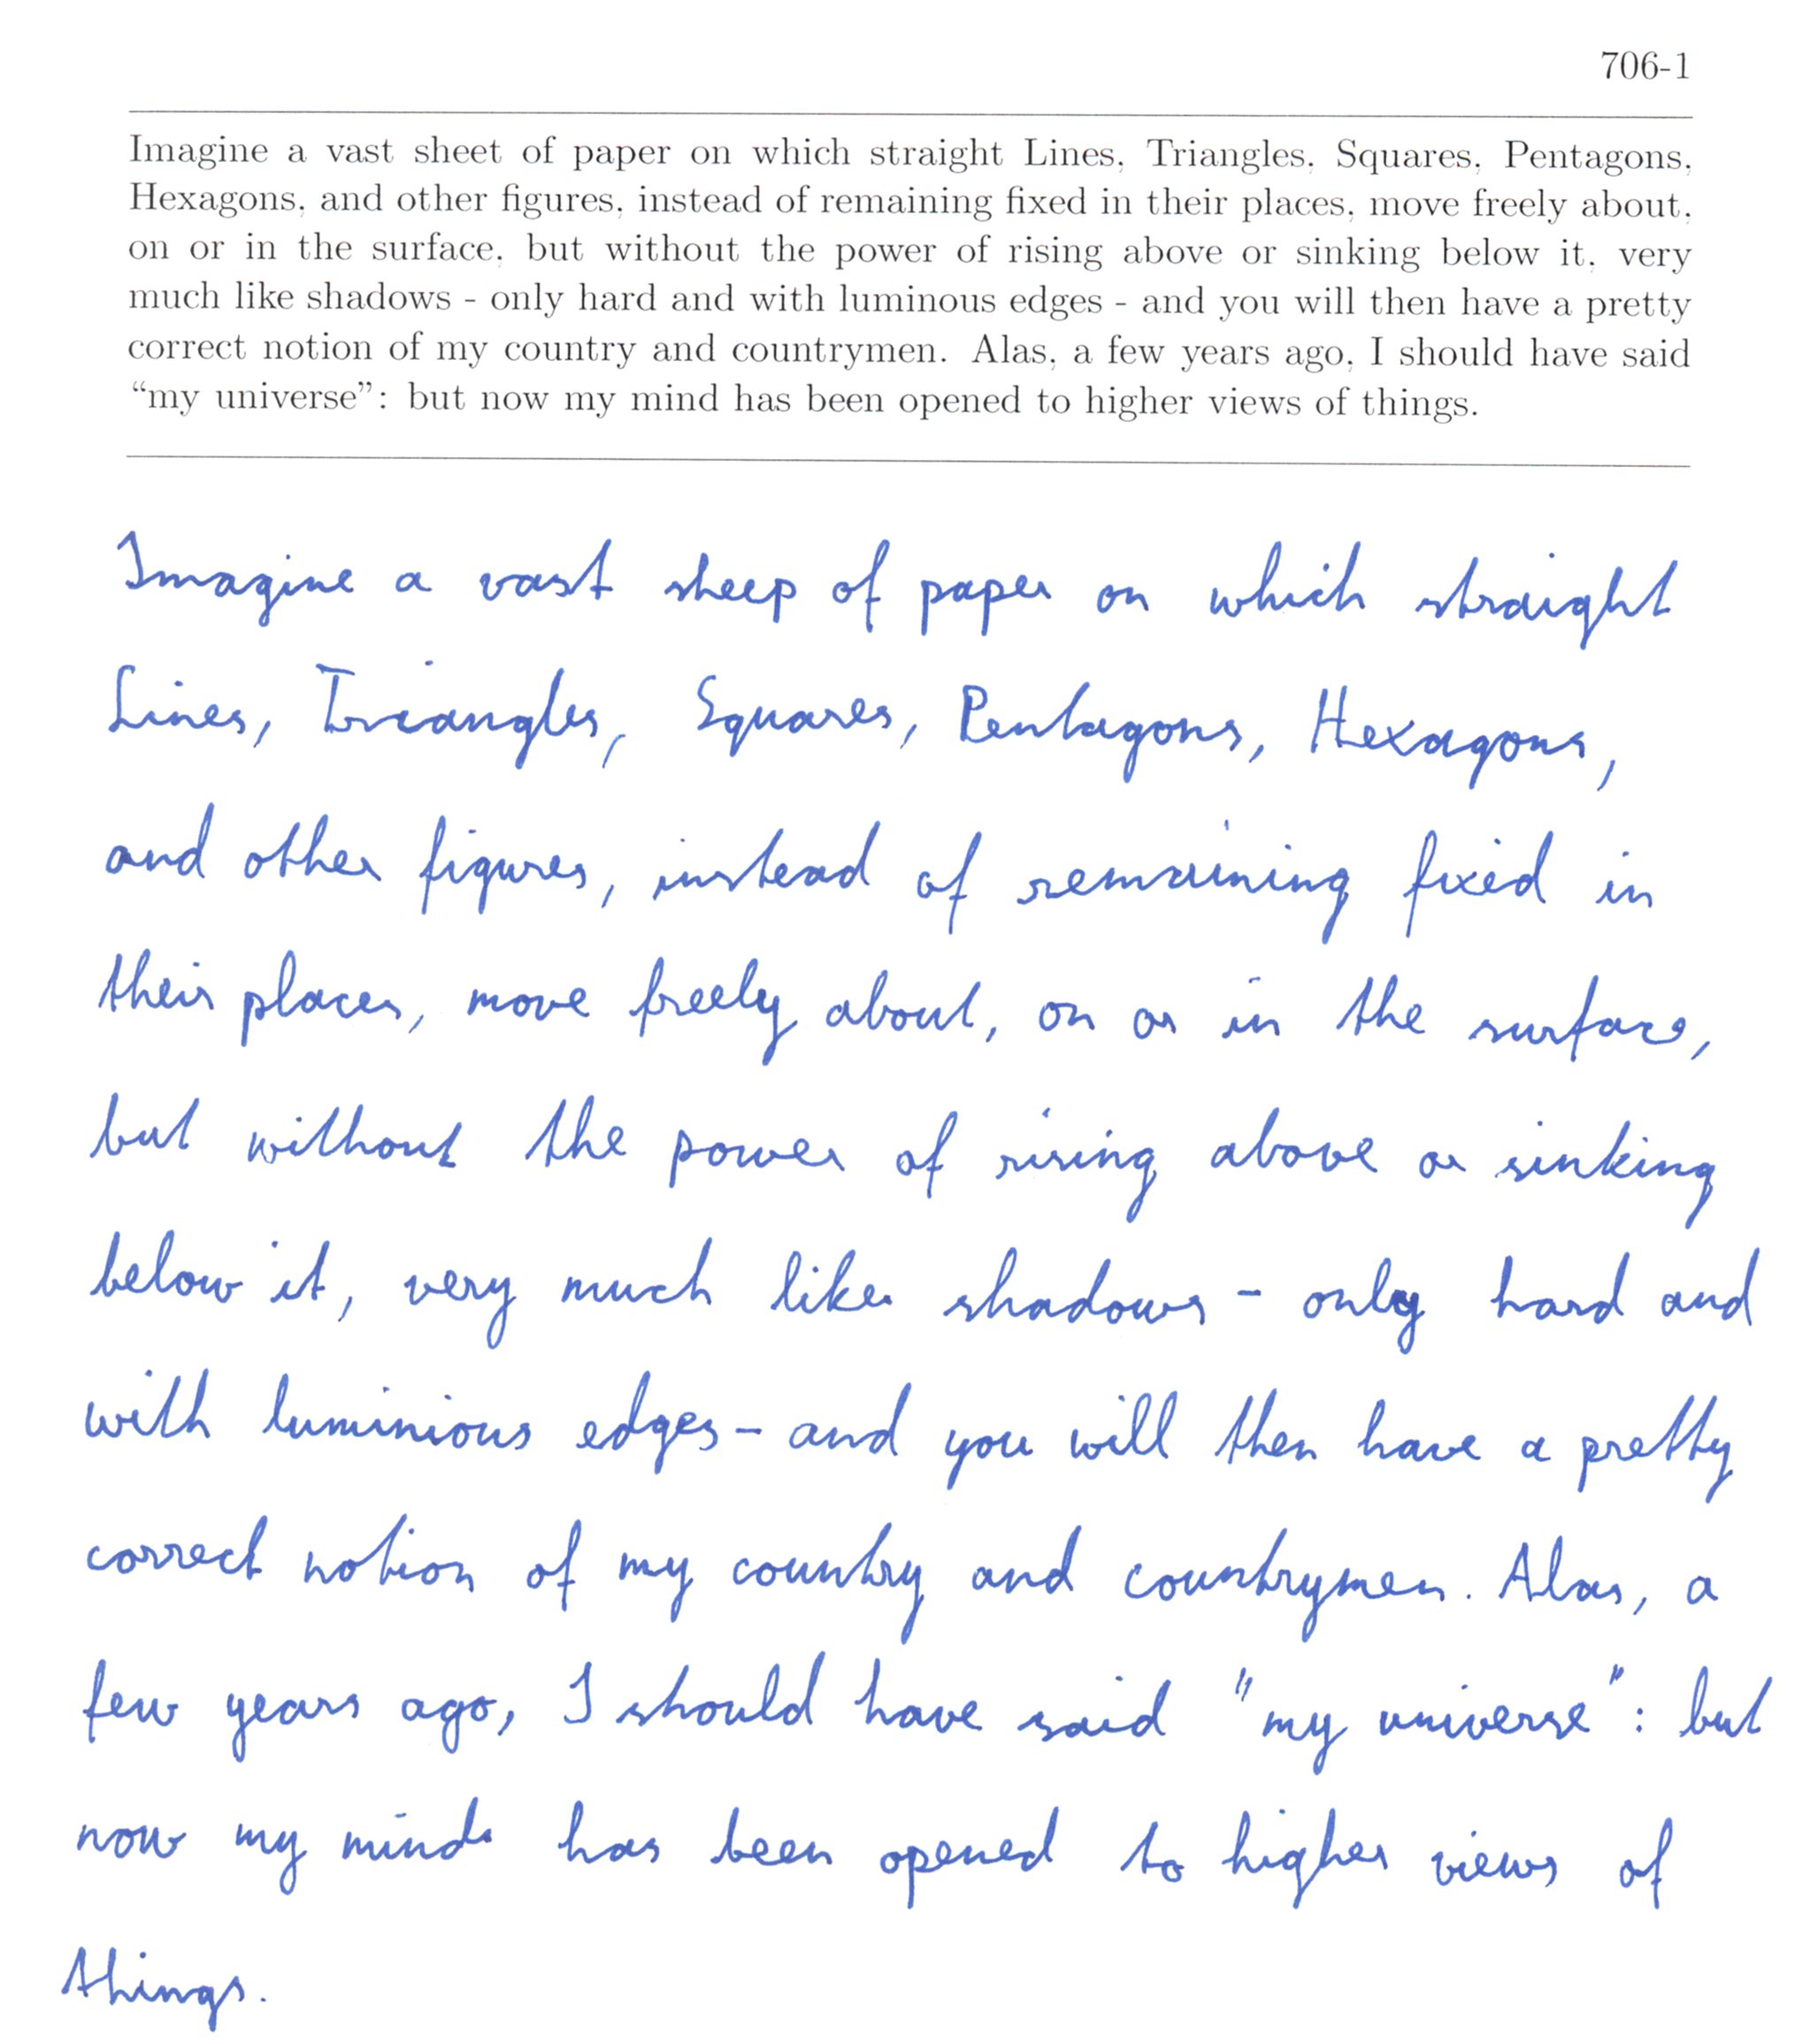 706-1
Imagine a vast sheet of paper on which straight Lines, Triangles, Squares, Pentagons,
Hexagons, and other figures, instead of remaining fixed in their places, move freely about,
on or in the surface, but without the power of rising above or sinking below it, very
much like shadows - only hard and with luminous edges - and you will then have a pretty
correct notion of my country and countrymen. Alas, a few years ago, I should have said
“my universe”: but now my mind has been opened to higher views of things.
Imagine a vast sheep of paper on which straight
Lines, Triangles, Squares, Pentagons, Hexagons,
and other figures, instead of remaining fixed in
their places, move freely about, on or in the surface,
but without the power of rising above or sinking
below it, very much like shadows - only hard and
with luminious edges - and you will then have a pretty
correct notion of my country and countrymen. Alas, a
few years ago, I should have said "my universe": but
now my mind has been opened to higher views of
things.